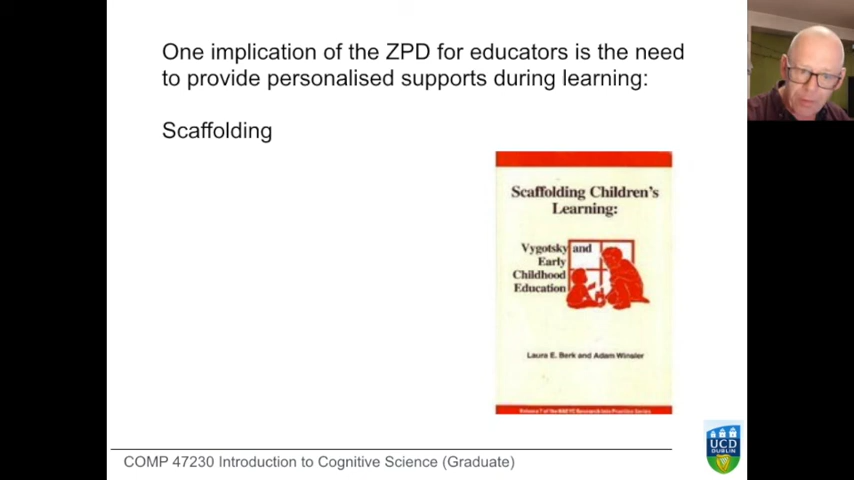 One implication of the ZPD for educators is the need
to provide personalised supports during learning:
Scaffolding
Scaffolding Children's
Learning:
Vygotsky and
Early
Childhood
Education
Laura E. Berk and Adam Winsler
UCD
DUBLIN
COMP 47230 Introduction to Cognitive Science (Graduate)